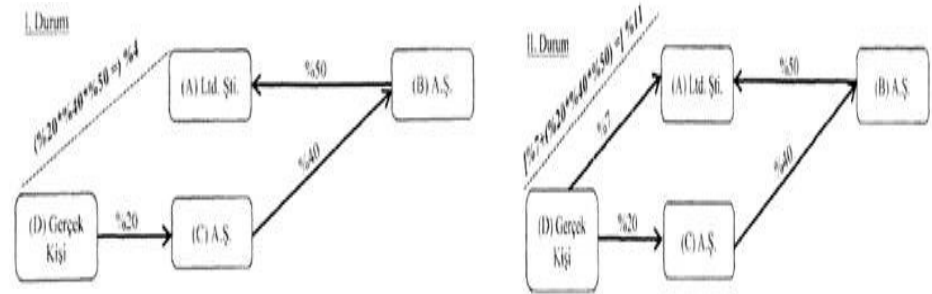 I. Durum
(%20*%40*%50 =) %4
(A) Ltd. Şti.
%50
(B) A.Ş.
%40
(D) Gerçek
Kişi
%20
(C) A.Ş.
II. Durum
[%7+(%20*%40*%50) =] %11
(A) Ltd. Şti.
%50
(B) A.Ş.
%7
%40
(D) Gerçek
Kişi
%20
(C) A.Ş.